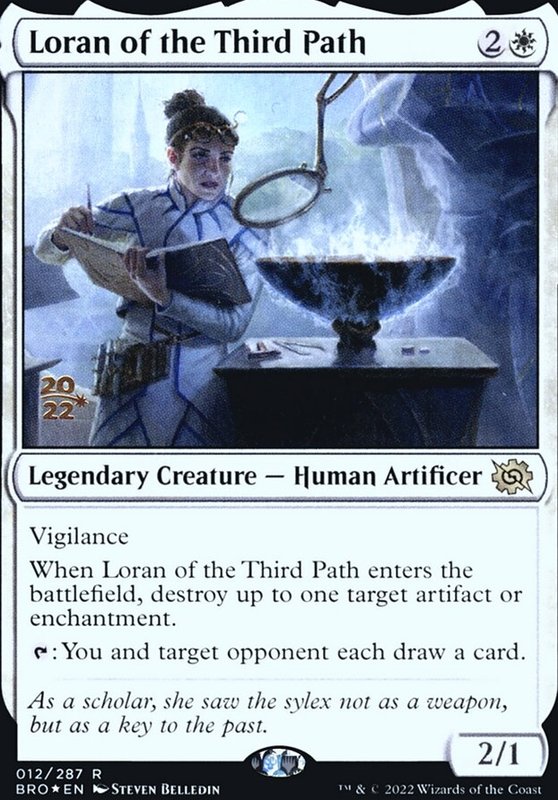 Loran of the Third Path 2
20
22
Legendary Creature — Human Artificer
Vigilance
When Loran of the Third Path enters the
battlefield, destroy up to one target artifact or
enchantment.
:You and target opponent each draw a card.
As a scholar, she saw the sylex not as a weapon,
but as a key to the past.
2/1
012/287 R
BRO★EN Steven Belledin
™ & © 2022 Wizards of the Coast